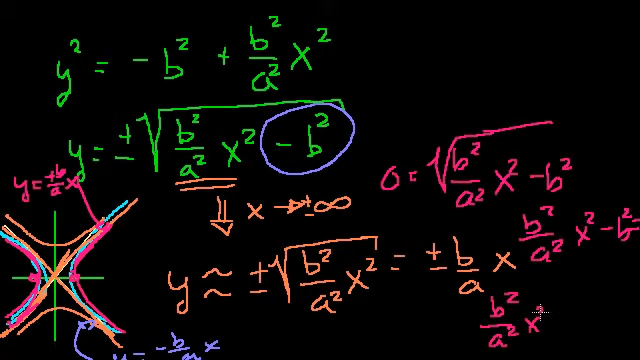 y² = - b² + b²/a² x²
y = ± √(b²/a² x² - b²)
y = ±b/a x
0 = √(b²/a² x² - b²)
⇓ x → ±∞
b²/a² x² - b²
y ≈ ± √(b²/a² x²) = ± b/a x
b²/a² x²
y = -b/a x